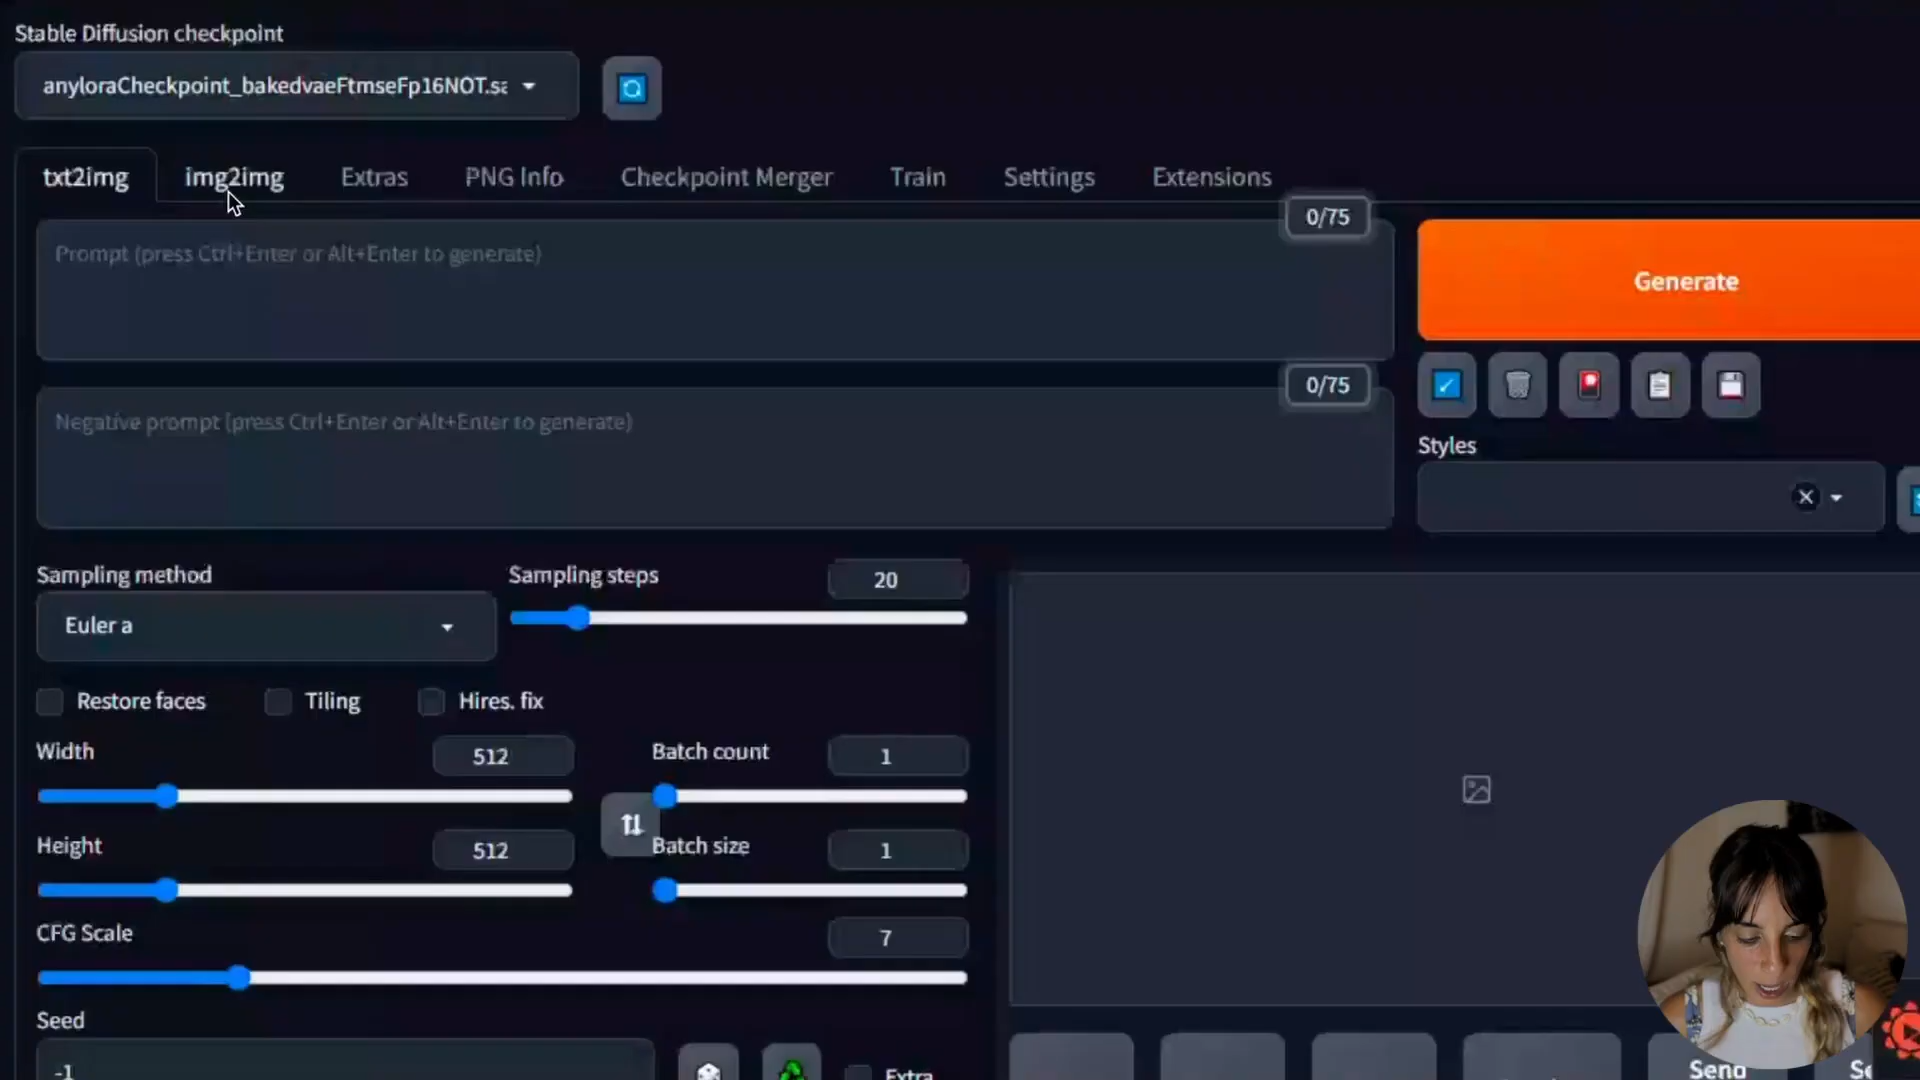 Stable Diffusion checkpoint
anyloraCheckpoint_bakedvaeFtmseFp16NOT.sa
txt2img img2img Extras PNG Info Checkpoint Merger Train Settings Extensions
0/75
Prompt (press Ctrl+Enter or Alt+Enter to generate)
Generate
0/75
Negative prompt (press Ctrl+Enter or Alt+Enter to generate)
Styles
Sampling method
Sampling steps
20
Euler a
Restore faces Tiling Hires. fix
Width
512
Batch count
1
Height
512
Batch size
1
CFG Scale
7
Seed
-1
Extra
Send